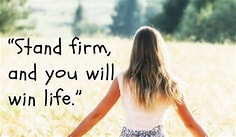 “Stand firm,
and you will
win life.”